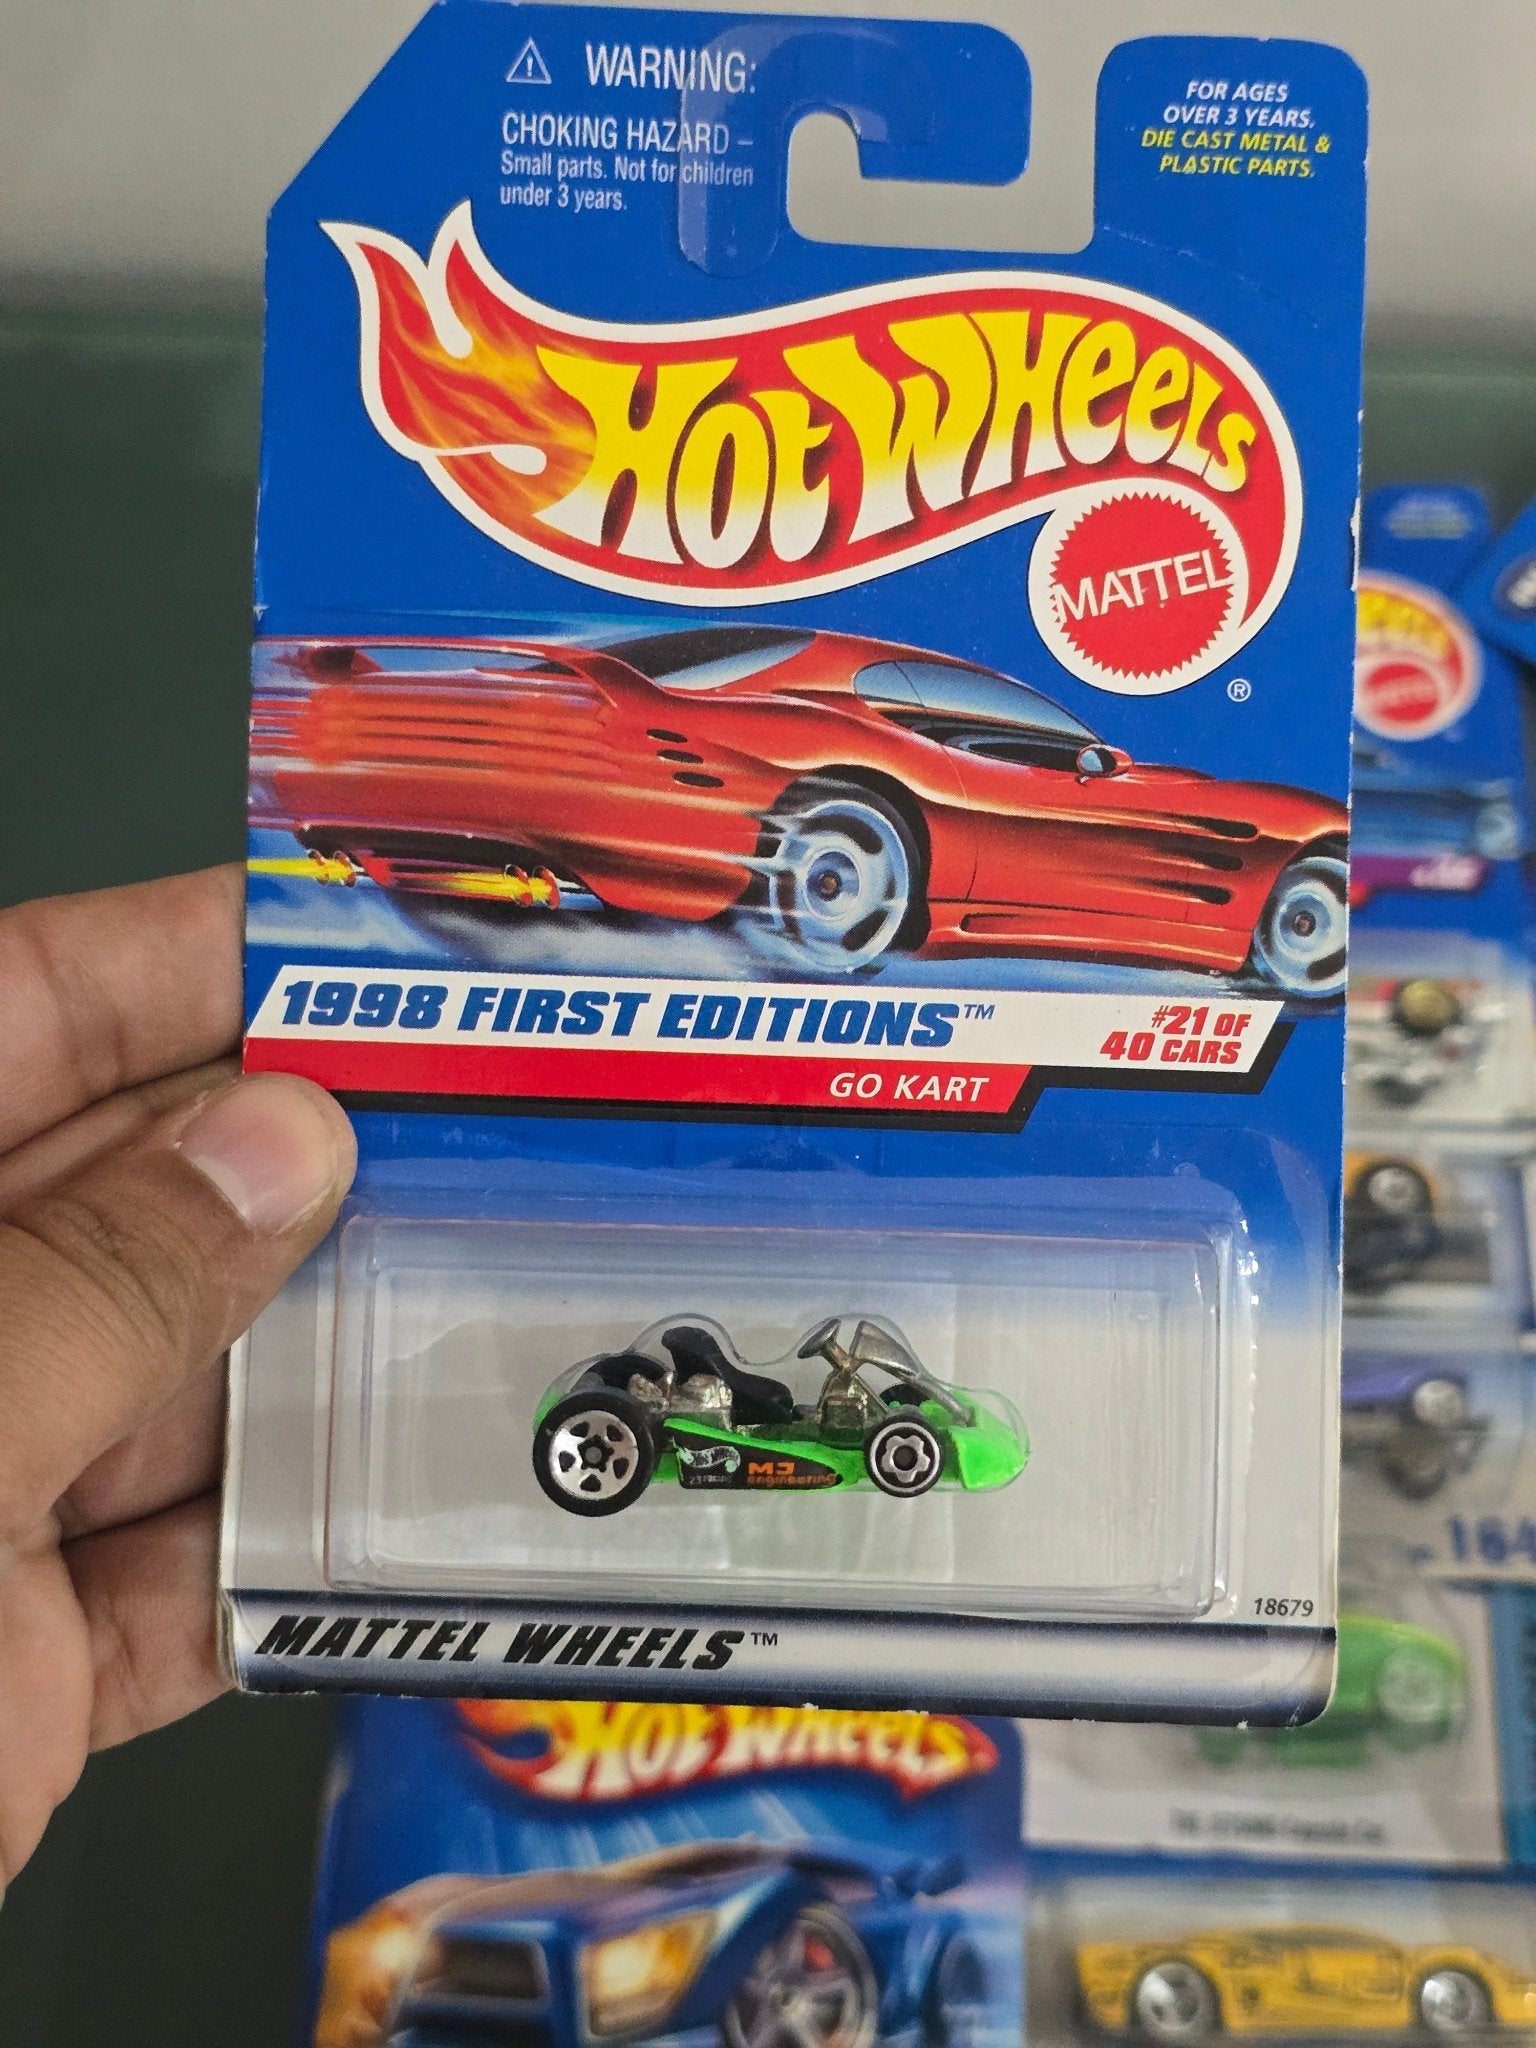 WARNING:
CHOKING HAZARD –
Small parts. Not for children
under 3 years.
FOR AGES
OVER 3 YEARS.
DIE CAST METAL &
PLASTIC PARTS.
HOT WHEELS
MATTEL
®
1998 FIRST EDITIONS™
#21 OF
40 CARS
GO KART
HOT WHEELS
MJ
engineering
18679
MATTEL WHEELS™
HOT WHEELS